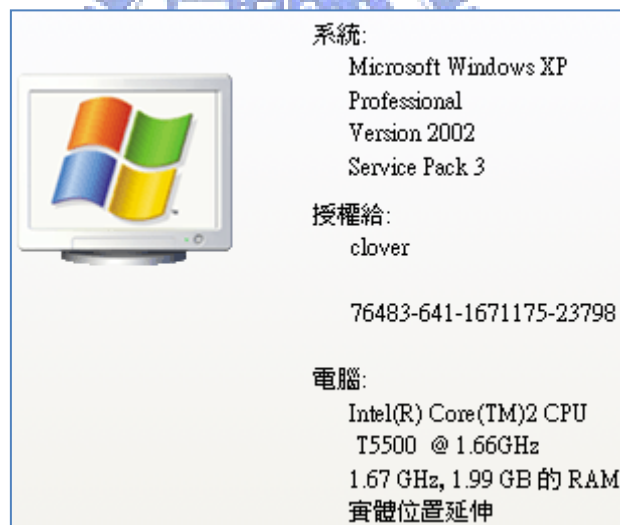 系統:
Microsoft Windows XP
Professional
Version 2002
Service Pack 3
授權給:
clover
76483-641-1671175-23798
電腦:
Intel(R) Core(TM)2 CPU
T5500 @ 1.66GHz
1.67 GHz, 1.99 GB 的 RAM
實體位置延伸